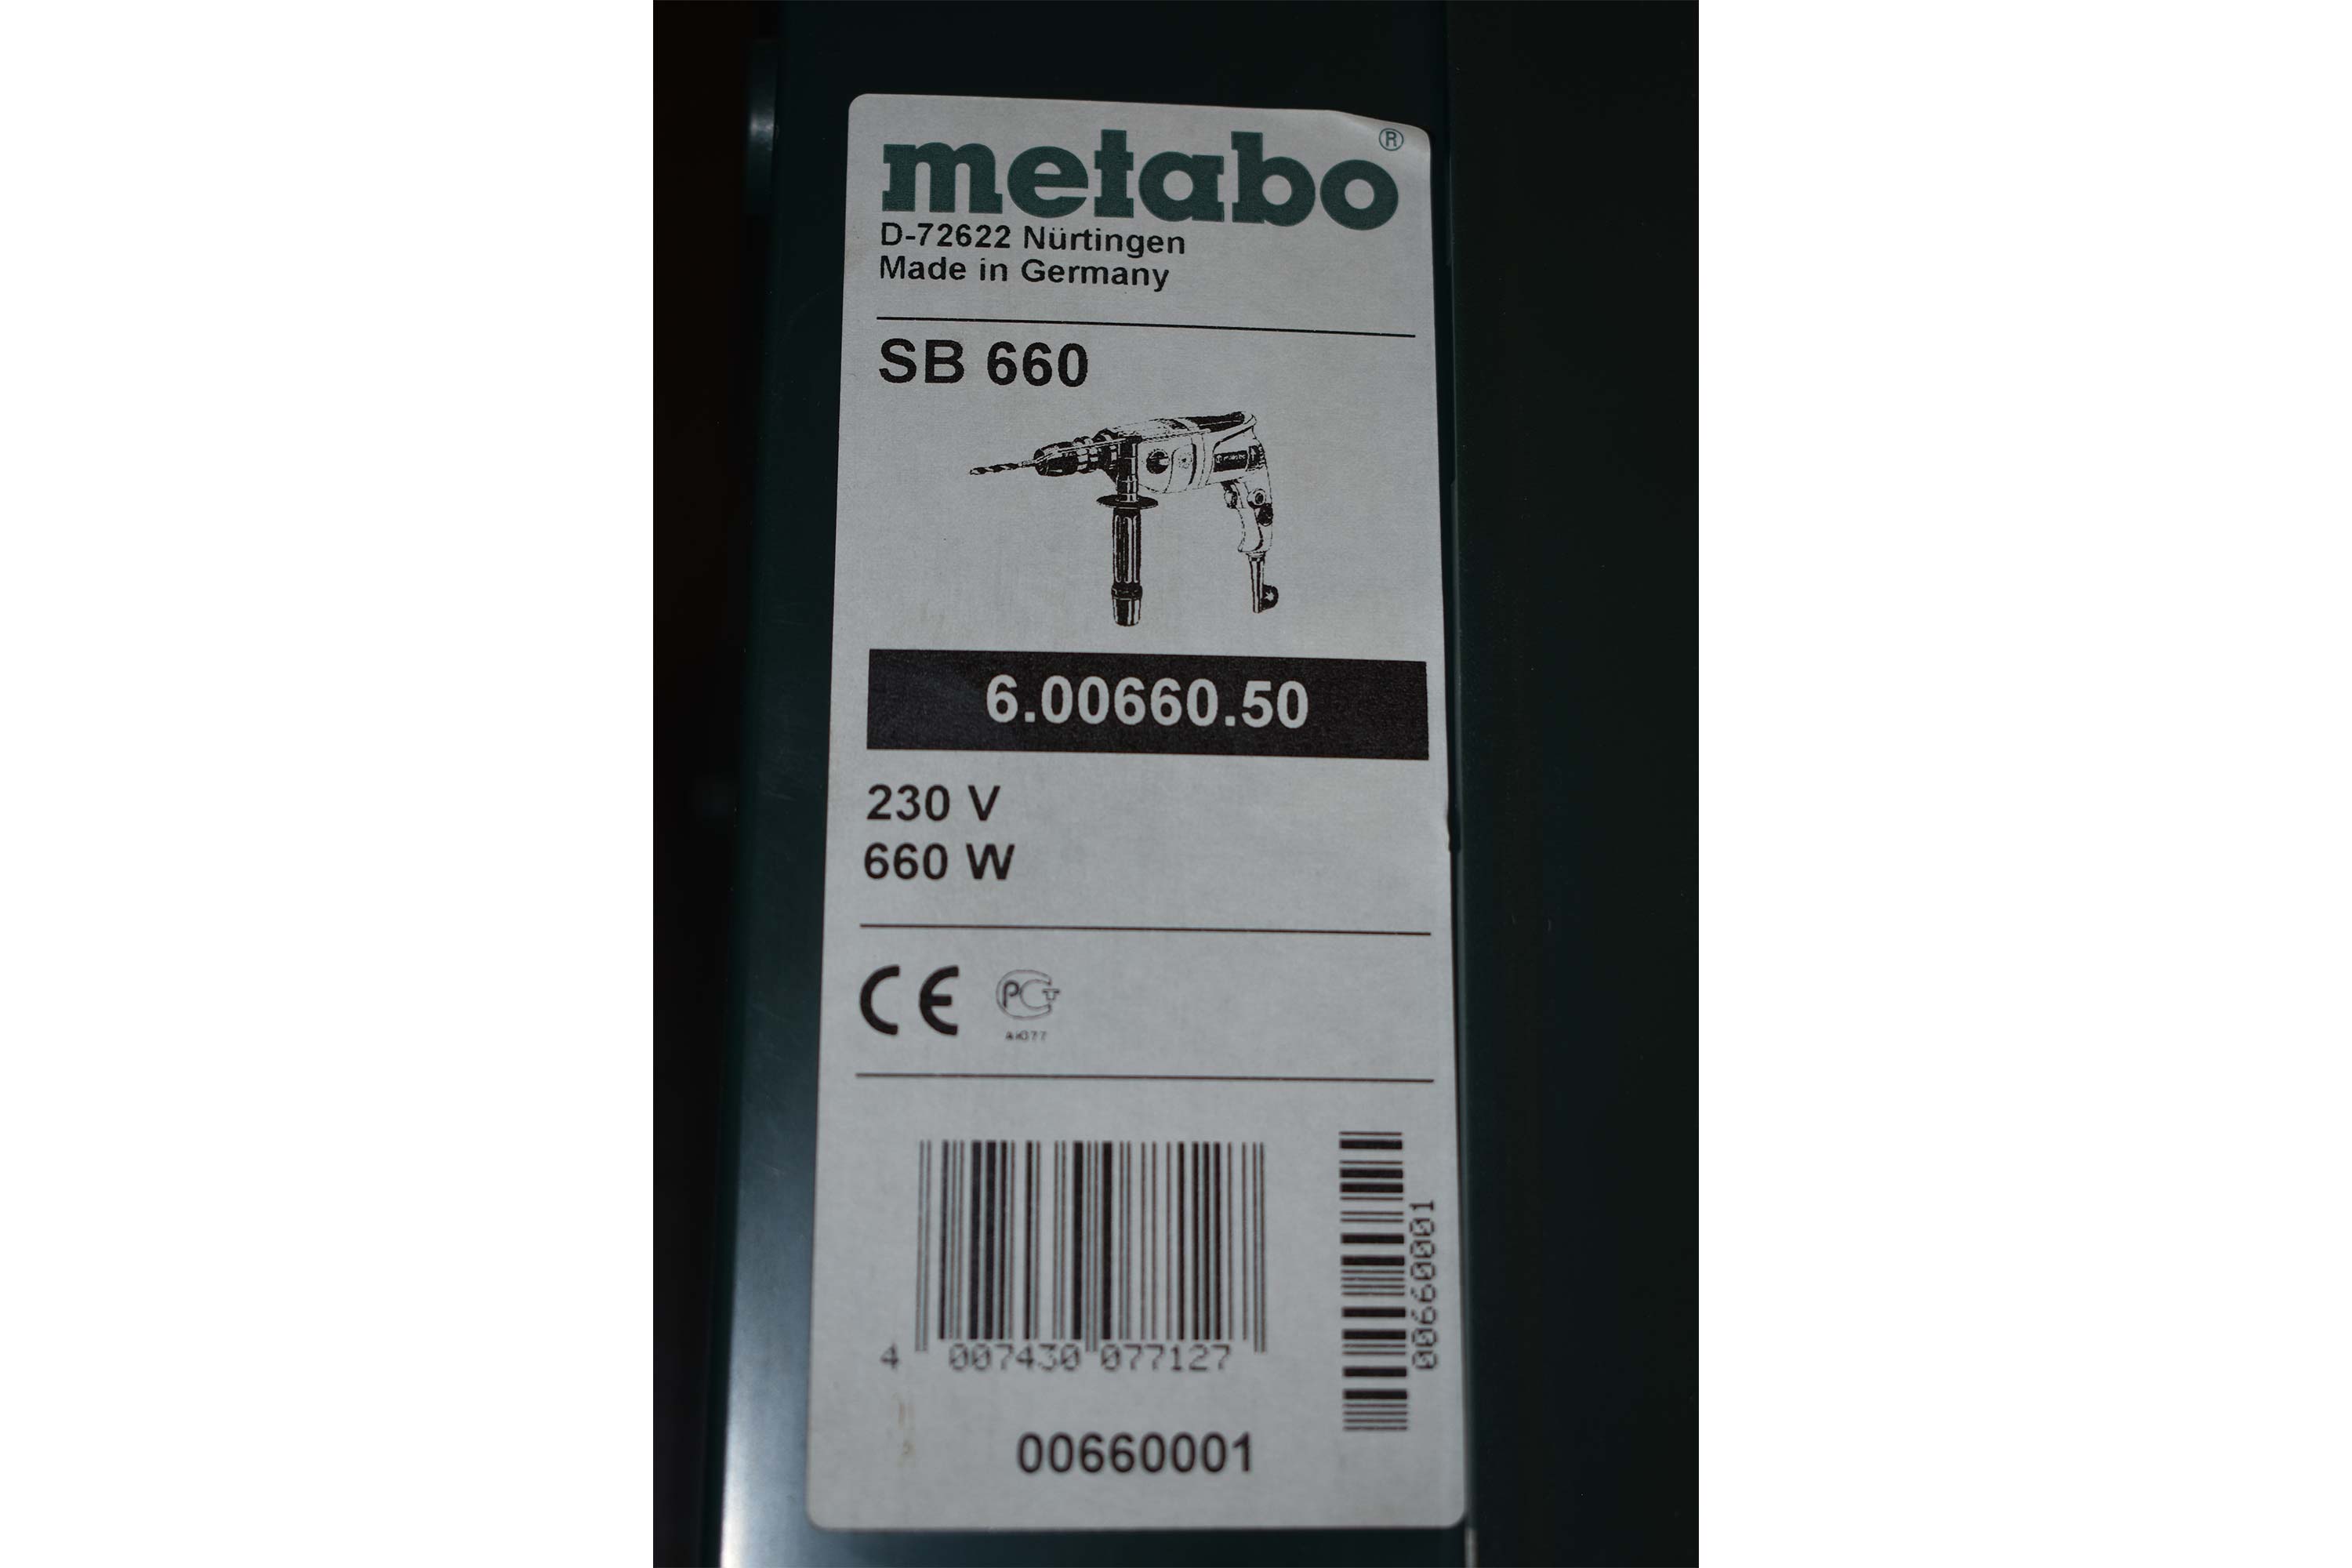 metabo®
D-72622 Nürtingen
Made in Germany
SB 660
6.00660.50
230 V
660 W
CE
4 007430 077127
00660001
00660001